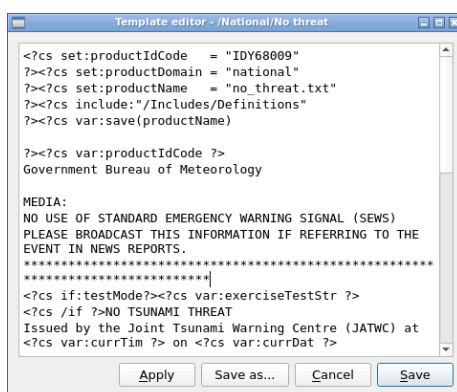 Template editor - /National/No threat
<?cs set:productIdCode   = "IDY68009"
?><?cs set:productDomain = "national"
?><?cs set:productName   = "no_threat.txt"
?><?cs include:"/Includes/Definitions"
?><?cs var:save(productName)

?><?cs var:productIdCode ?>
Government Bureau of Meteorology

MEDIA:
NO USE OF STANDARD EMERGENCY WARNING SIGNAL (SEWS)
PLEASE BROADCAST THIS INFORMATION IF REFERRING TO THE
EVENT IN NEWS REPORTS.
*******************************************************
*************************
<?cs if:testMode?><?cs var:exerciseTestStr ?>
<?cs /if ?>NO TSUNAMI THREAT
Issued by the Joint Tsunami Warning Centre (JATWC) at
<?cs var:currTim ?> on <?cs var:currDat ?>
Apply Save as... Cancel Save